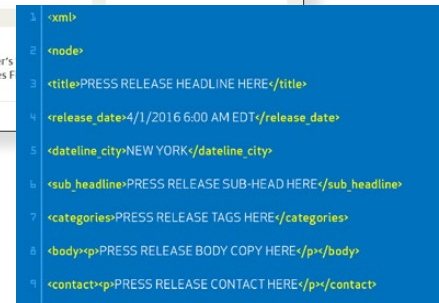 er's
es F
1 <xml>
2 <node>
3 <title>PRESS RELEASE HEADLINE HERE</title>
4 <release_date>4/1/2016 6:00 AM EDT</release_date>
5 <dateline_city>NEW YORK</dateline_city>
6 <sub_headline>PRESS RELEASE SUB-HEAD HERE</sub_headline>
7 <categories>PRESS RELEASE TAGS HERE</categories>
8 <body><p>PRESS RELEASE BODY COPY HERE</p></body>
9 <contact><p>PRESS RELEASE CONTACT HERE</p></contact>